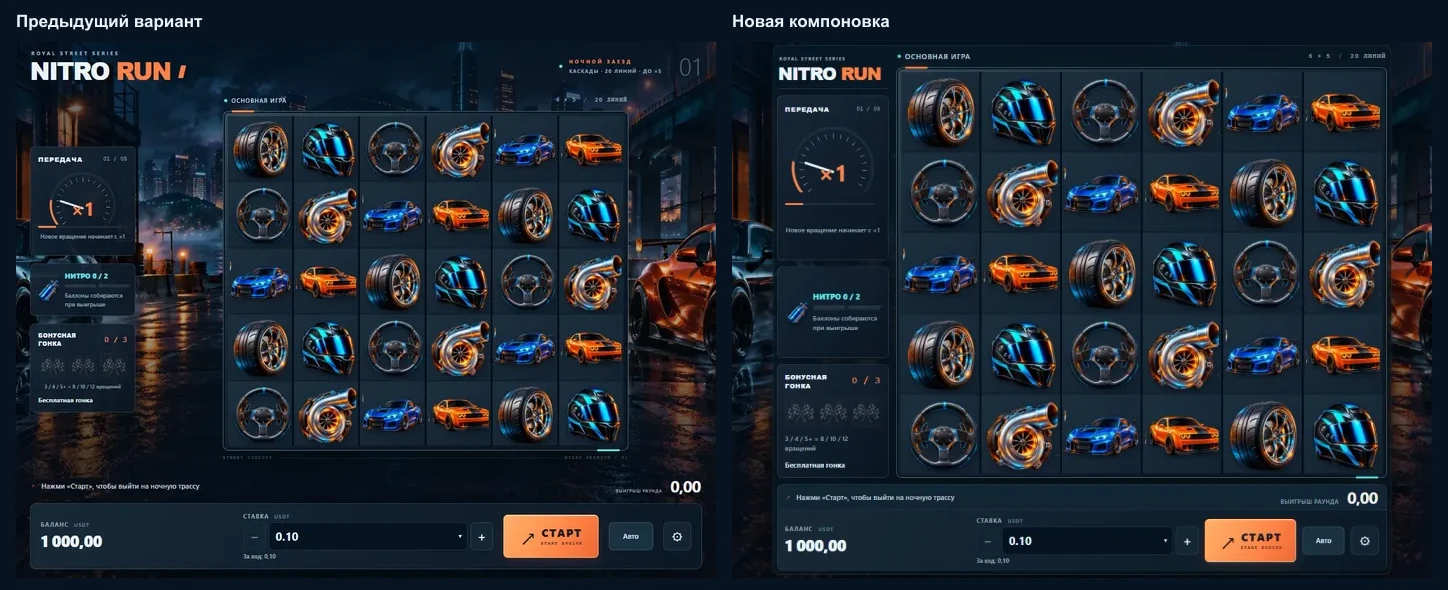 Предыдущий вариант
ROYAL STREET SERIES
NITRO RUN
НОЧНОЙ ЗАЕЗД
КАСКАДЫ · 20 ЛИНИЙ · ДО ×5
01
ОСНОВНАЯ ИГРА
6 × 5 / 20 ЛИНИЙ
ПЕРЕДАЧА
01 / 05
×1
Новое вращение начинает с ×1
НИТРО 0 / 2
Баллоны собираются
при выигрыше
БОНУСНАЯ
ГОНКА
0 / 3
3 / 4 / 5+ = 8 / 10 / 12 вращений
Бесплатная гонка
Нажми «Старт», чтобы выйти на ночную трассу
ВЫИГРЫШ РАУНДА 0,00
БАЛАНС USDT
1 000,00
СТАВКА USDT
− 0.10 +
За ход: 0,10
СТАРТ
START ENGINE
Авто
Новая компоновка
ROYAL STREET SERIES
NITRO RUN
ОСНОВНАЯ ИГРА
6 × 5 / 20 ЛИНИЙ
ПЕРЕДАЧА
01 / 05
×1
Новое вращение начинает с ×1
НИТРО 0 / 2
Баллоны собираются
при выигрыше
БОНУСНАЯ
ГОНКА
0 / 3
3 / 4 / 5+ = 8 / 10 / 12
вращений
Бесплатная гонка
Нажми «Старт», чтобы выйти на ночную трассу
ВЫИГРЫШ РАУНДА 0,00
БАЛАНС USDT
1 000,00
СТАВКА USDT
− 0.10 +
За ход: 0,10
СТАРТ
START ENGINE
Авто